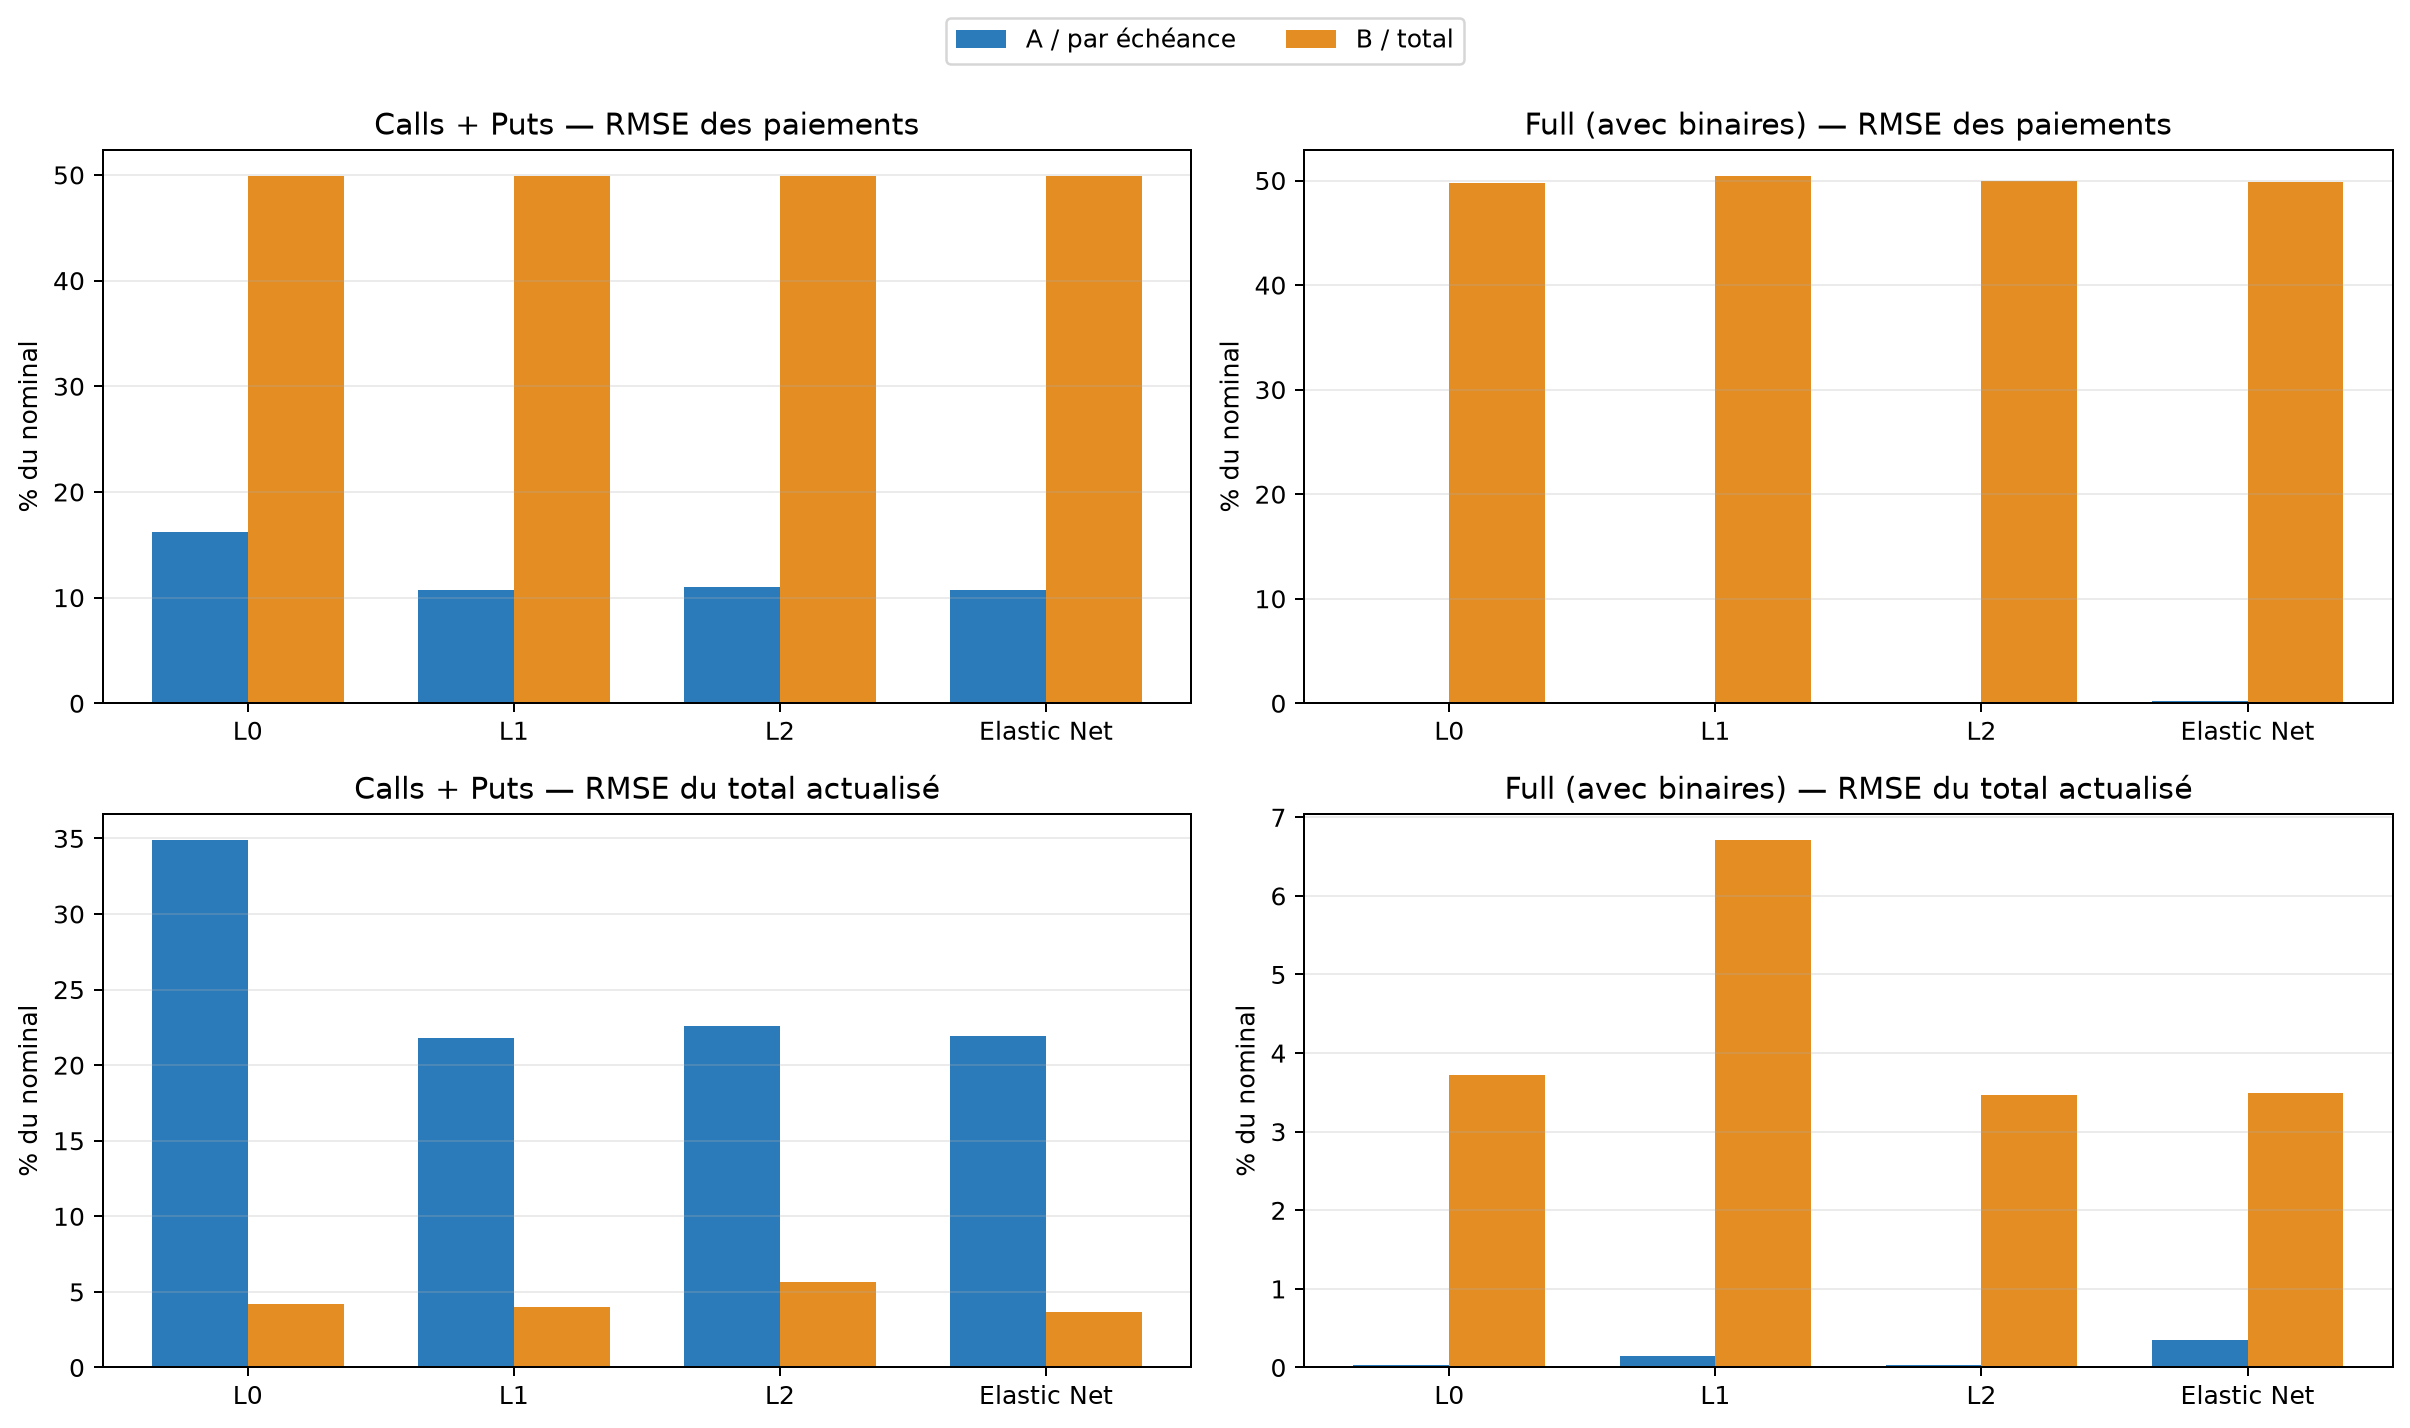 A / par échéance
B / total
Calls + Puts — RMSE des paiements
% du nominal
50
40
30
20
10
0
L0
L1
L2
Elastic Net
Full (avec binaires) — RMSE des paiements
% du nominal
50
40
30
20
10
0
L0
L1
L2
Elastic Net
Calls + Puts — RMSE du total actualisé
% du nominal
35
30
25
20
15
10
5
0
L0
L1
L2
Elastic Net
Full (avec binaires) — RMSE du total actualisé
% du nominal
7
6
5
4
3
2
1
0
L0
L1
L2
Elastic Net